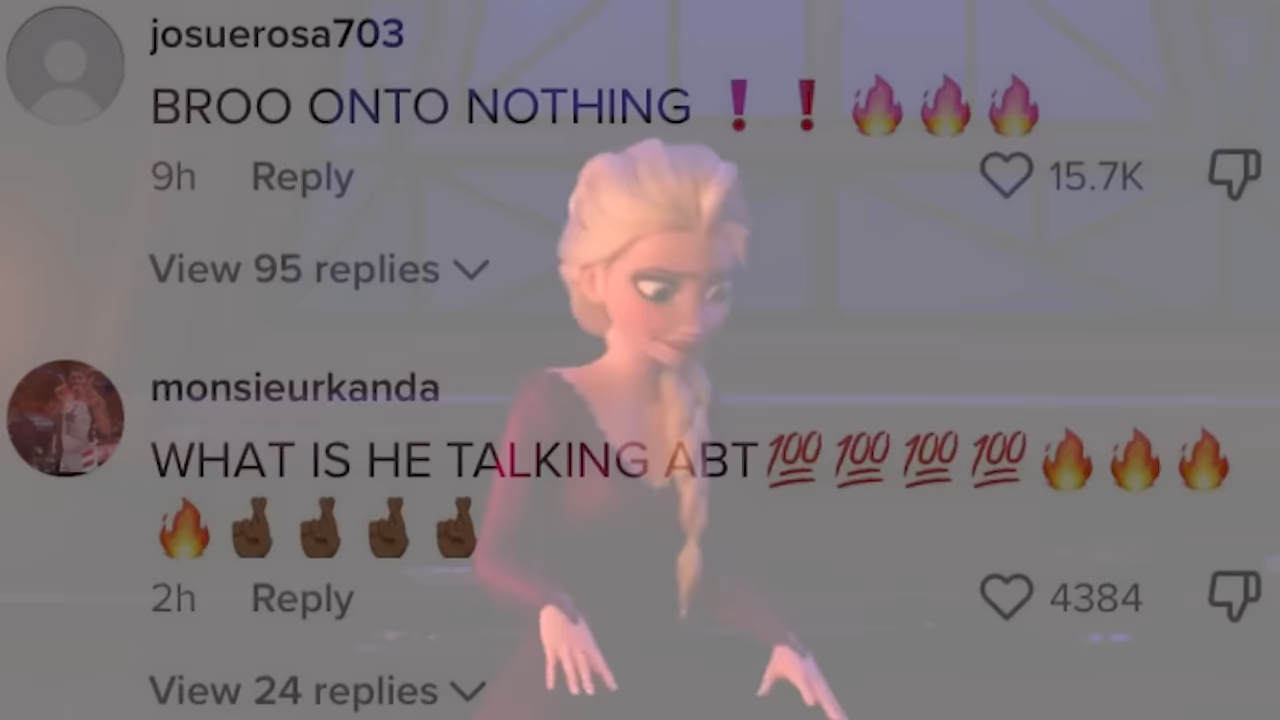 josuerosa703
BROO ONTO NOTHING ❗ ❗ 🔥 🔥 🔥
9h Reply 15.7K
View 95 replies
monsieurkanda
WHAT IS HE TALKING ABT 💯 💯 💯 💯 🔥 🔥 🔥
🔥 🤞🏾 🤞🏾 🤞🏾 🤞🏾
2h Reply 4384
View 24 replies